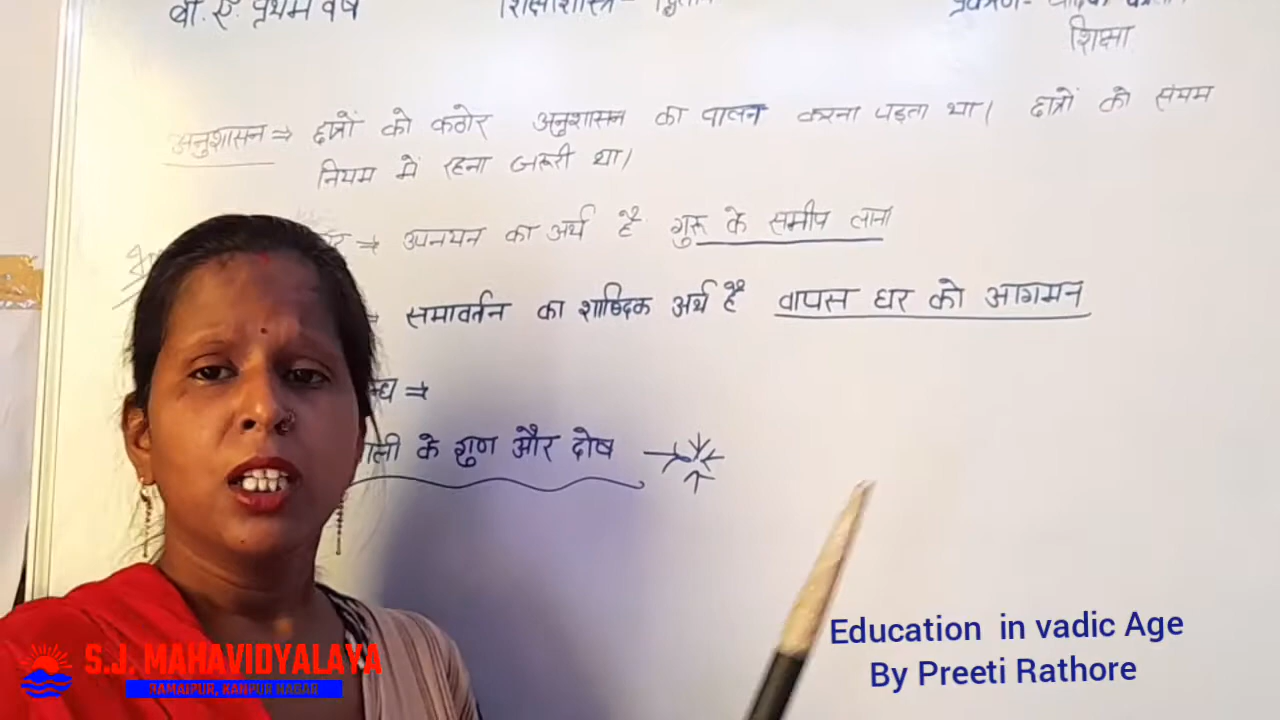 बी. ए. प्रथम वर्ष
शिक्षाशास्त्र -
शिक्षा
अनुशासन ⇒ छात्रों को कठोर अनुशासन का पालन करना पड़ता था। छात्रों को संयम
नियम में रहना जरूरी था।
⇒ उपनयन का अर्थ है गुरू के समीप लाना
समावर्तन का शाब्दिक अर्थ है वापस घर को आगमन
⇒
के गुण और दोष →
Education in vadic Age
By Preeti Rathore
S.J. MAHAVIDYALAYA
RAMAIPUR, KANPUR NAGAR